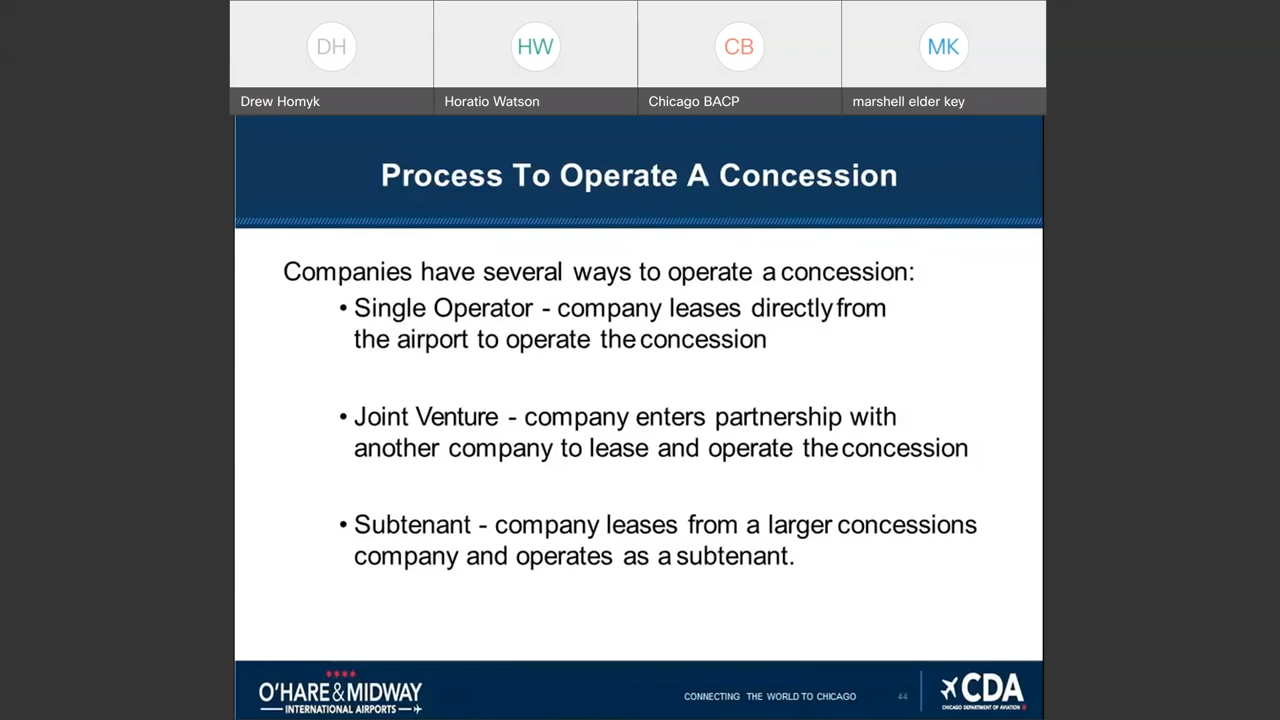 DH
HW
CB
MK
Drew Homyk
Horatio Watson
Chicago BACP
marshell elder key
Process To Operate A Concession
Companies have several ways to operate a concession:
• Single Operator - company leases directly from
the airport to operate the concession
• Joint Venture - company enters partnership with
another company to lease and operate the concession
• Subtenant - company leases from a larger concessions
company and operates as a subtenant.
O'HARE & MIDWAY
INTERNATIONAL AIRPORTS
CONNECTING THE WORLD TO CHICAGO
44
CDA
CHICAGO DEPARTMENT OF AVIATION